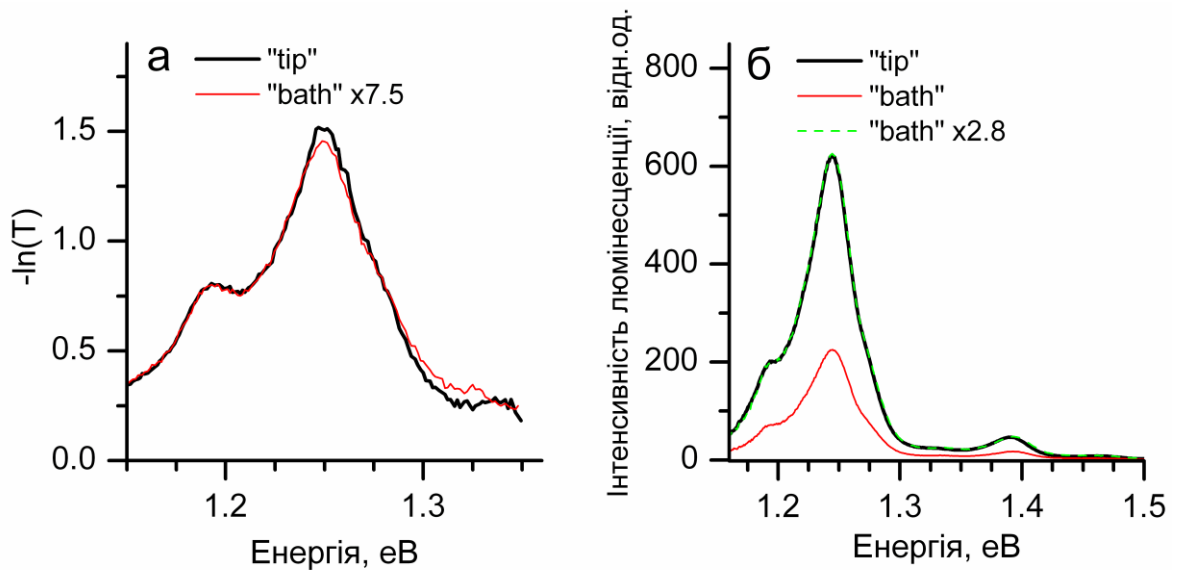 а
"tip"
"bath" x7.5
-ln(T)
1.5
1.0
0.5
0.0
1.2 1.3
Енергія, еВ
б
"tip"
"bath"
"bath" x2.8
Інтенсивність люмінесценції, відн.од.
800
600
400
200
0
1.2 1.3 1.4 1.5
Енергія, еВ